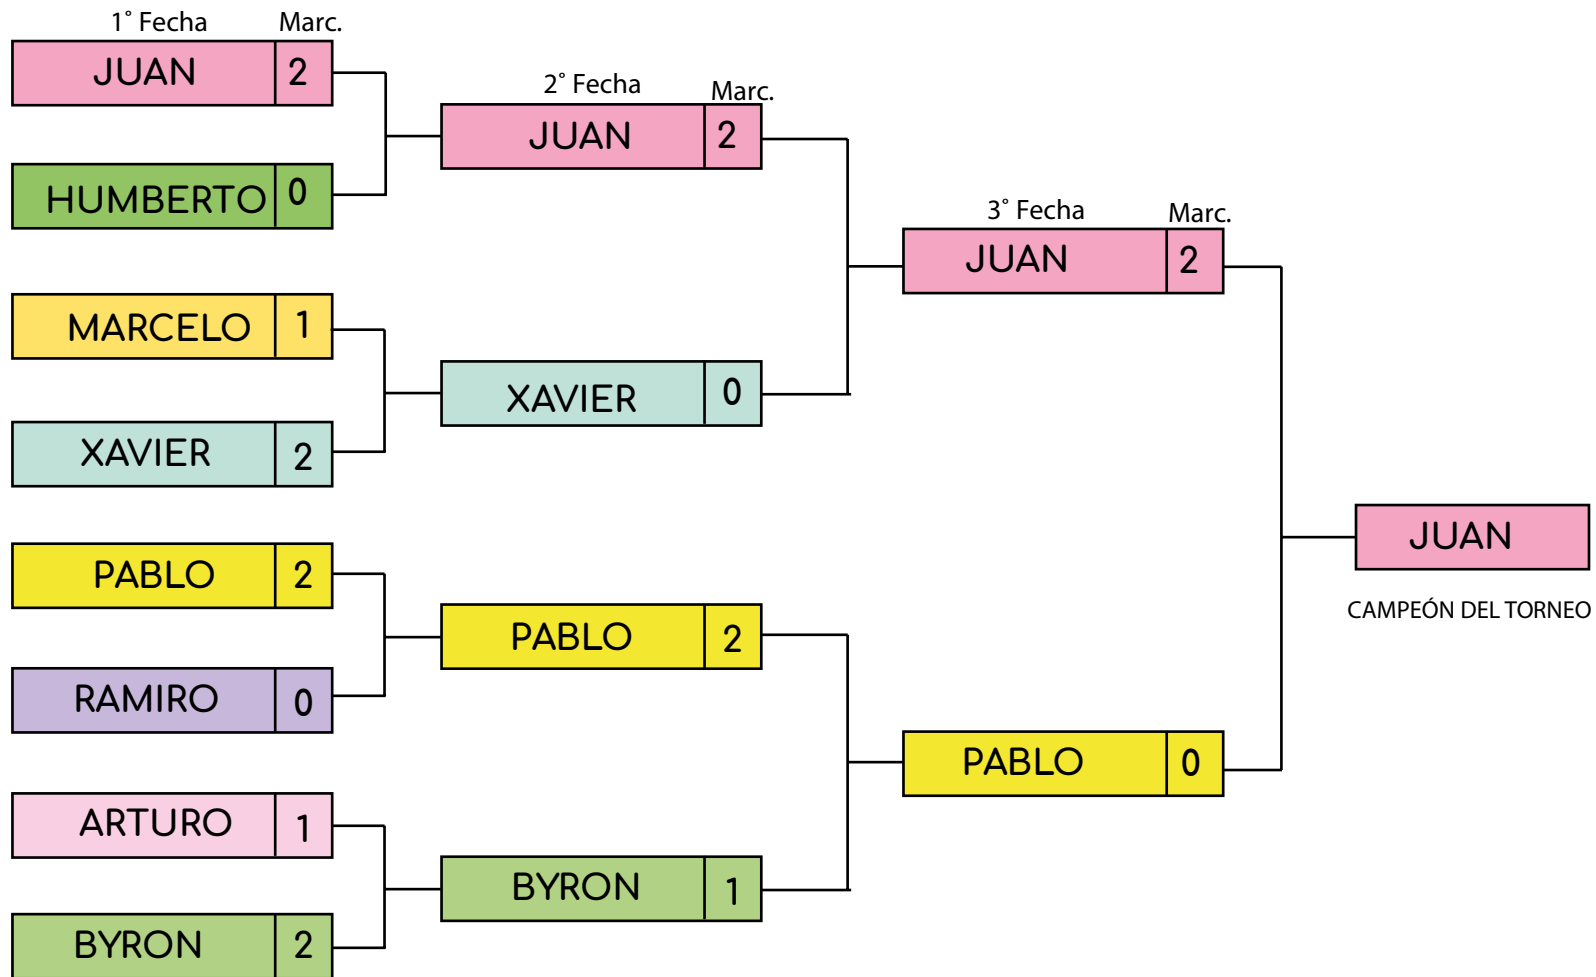 1° Fecha Marc.
JUAN 2
HUMBERTO 0
MARCELO 1
XAVIER 2
PABLO 2
RAMIRO 0
ARTURO 1
BYRON 2
2° Fecha Marc.
JUAN 2
XAVIER 0
PABLO 2
BYRON 1
3° Fecha Marc.
JUAN 2
PABLO 0
JUAN
CAMPEÓN DEL TORNEO